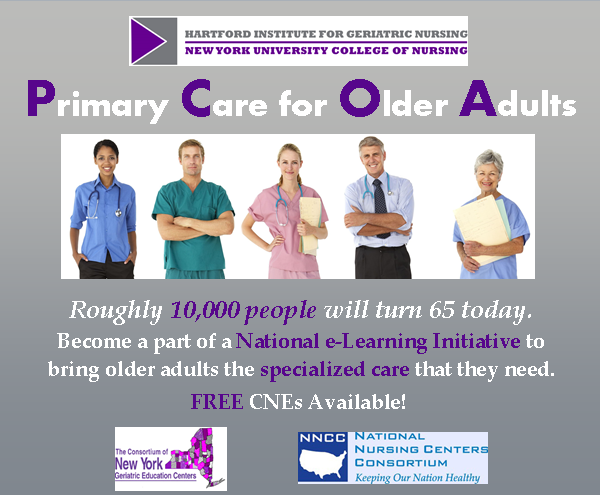 HARTFORD INSTITUTE FOR GERIATRIC NURSING
NEW YORK UNIVERSITY COLLEGE OF NURSING
Primary Care for Older Adults
Roughly 10,000 people will turn 65 today.
Become a part of a National e-Learning Initiative to
bring older adults the specialized care that they need.
FREE CNEs Available!
The Consortium of
New York
Geriatric Education Centers
NNCC
NATIONAL
NURSING CENTERS
CONSORTIUM
Keeping Our Nation Healthy